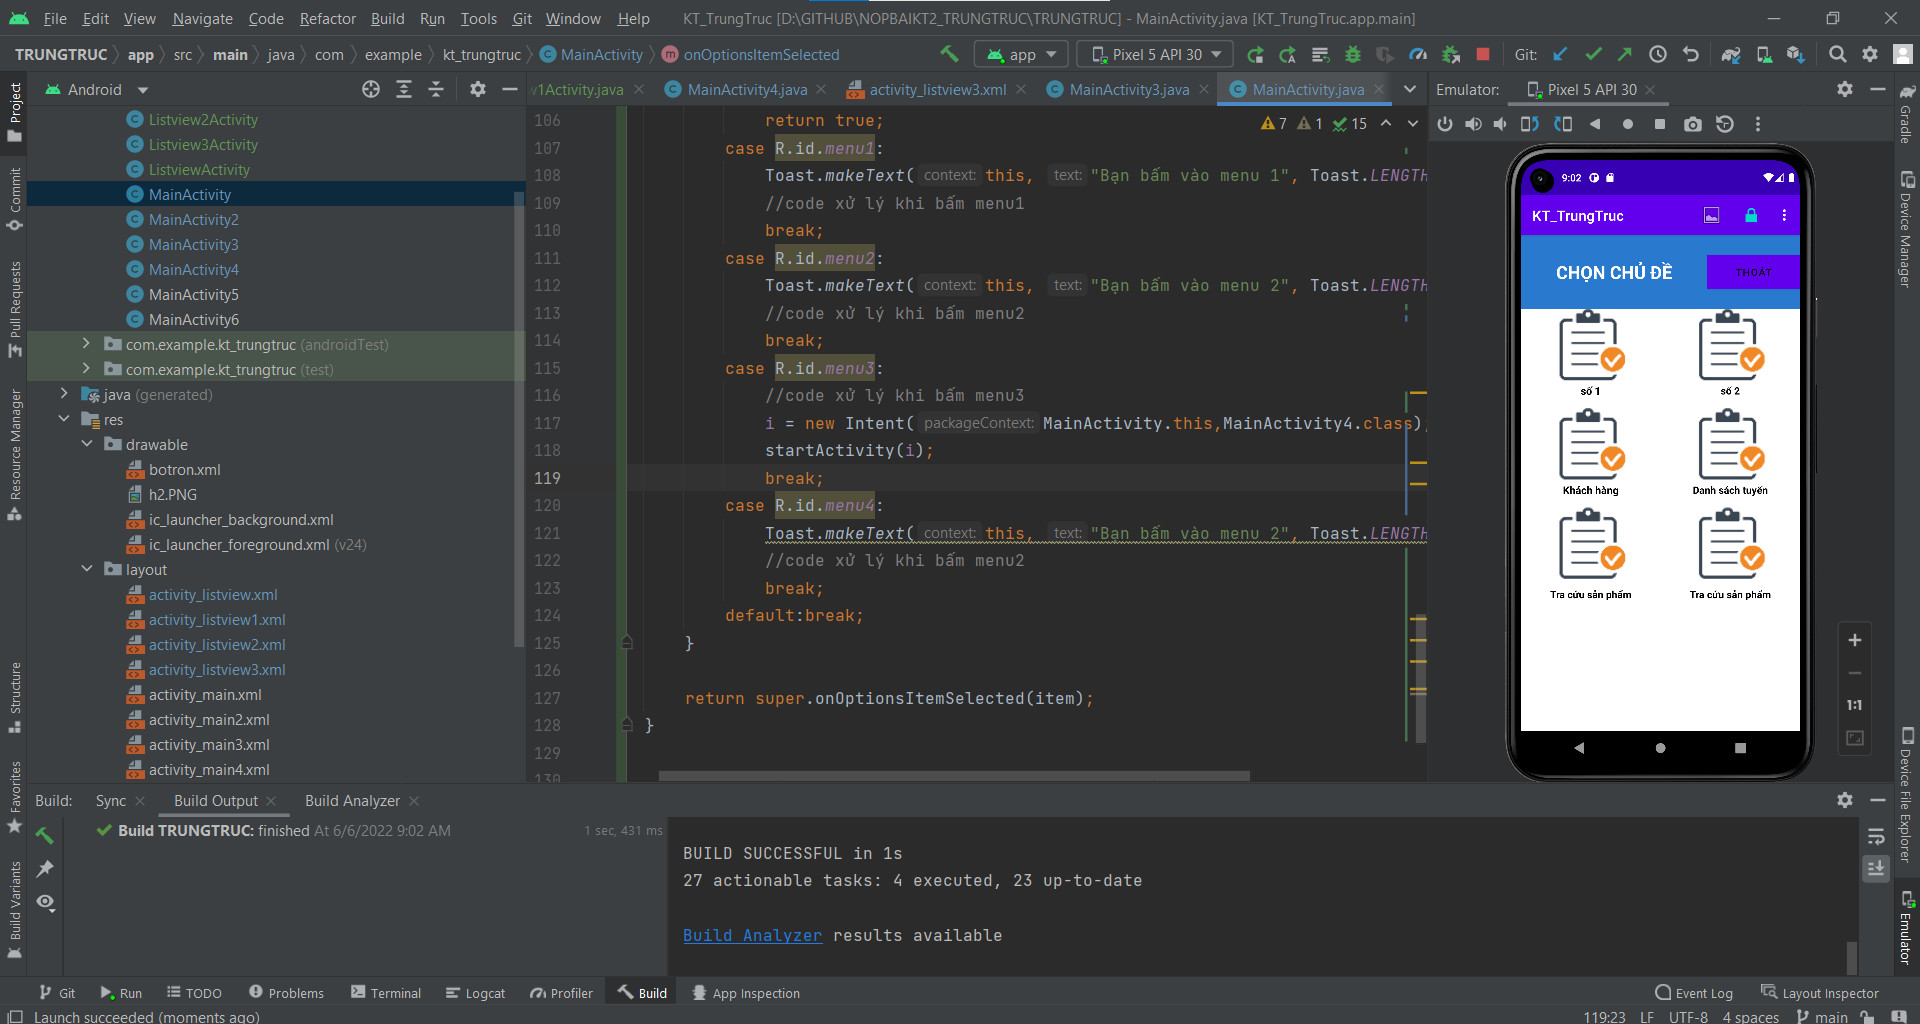 File Edit View Navigate Code Refactor Build Run Tools Git Window Help KT_TrungTruc [D:\GITHUB\NOPBAIKT2_TRUNGTRUC\TRUNGTRUC] - MainActivity.java [KT_TrungTruc.app.main]
TRUNGTRUC app src main java com example kt_trungtruc MainActivity onOptionsItemSelected app Pixel 5 API 30 Git:
Android
v1Activity.java MainActivity4.java activity_listview3.xml MainActivity3.java MainActivity.java
Emulator: Pixel 5 API 30
Project
Commit
Pull Requests
Resource Manager
Structure
Favorites
Build Variants
Listview2Activity
Listview3Activity
ListviewActivity
MainActivity
MainActivity2
MainActivity3
MainActivity4
MainActivity5
MainActivity6
com.example.kt_trungtruc (androidTest)
com.example.kt_trungtruc (test)
java (generated)
res
drawable
botron.xml
h2.PNG
ic_launcher_background.xml
ic_launcher_foreground.xml (v24)
layout
activity_listview.xml
activity_listview1.xml
activity_listview2.xml
activity_listview3.xml
activity_main.xml
activity_main2.xml
activity_main3.xml
activity_main4.xml
7 1 15
106 return true;
107 case R.id.menu1:
108 Toast.makeText( context: this, text: "Bạn bấm vào menu 1", Toast.LENGTH
109 //code xử lý khi bấm menu1
110 break;
111 case R.id.menu2:
112 Toast.makeText( context: this, text: "Bạn bấm vào menu 2", Toast.LENGTH
113 //code xử lý khi bấm menu2
114 break;
115 case R.id.menu3:
116 //code xử lý khi bấm menu3
117 i = new Intent( packageContext: MainActivity.this,MainActivity4.class)
118 startActivity(i);
119 break;
120 case R.id.menu4:
121 Toast.makeText( context: this, text: "Bạn bấm vào menu 2", Toast.LENGTH
122 //code xử lý khi bấm menu2
123 break;
124 default:break;
125 }
126
127 return super.onOptionsItemSelected(item);
128 }
129
130
9:02
KT_TrungTruc
CHỌN CHỦ ĐỀ THOÁT
số 1 số 2
Khách hàng Danh sách tuyến
Tra cứu sản phẩm Tra cứu sản phẩm
1:1
Gradle
Device Manager
Device File Explorer
Emulator
Build: Sync Build Output Build Analyzer
Build TRUNGTRUC: finished At 6/6/2022 9:02 AM 1 sec, 431 ms
BUILD SUCCESSFUL in 1s
27 actionable tasks: 4 executed, 23 up-to-date
Build Analyzer results available
Git Run TODO Problems Terminal Logcat Profiler Build App Inspection Event Log Layout Inspector
Launch succeeded (moments ago) 119:23 LF UTF-8 4 spaces main